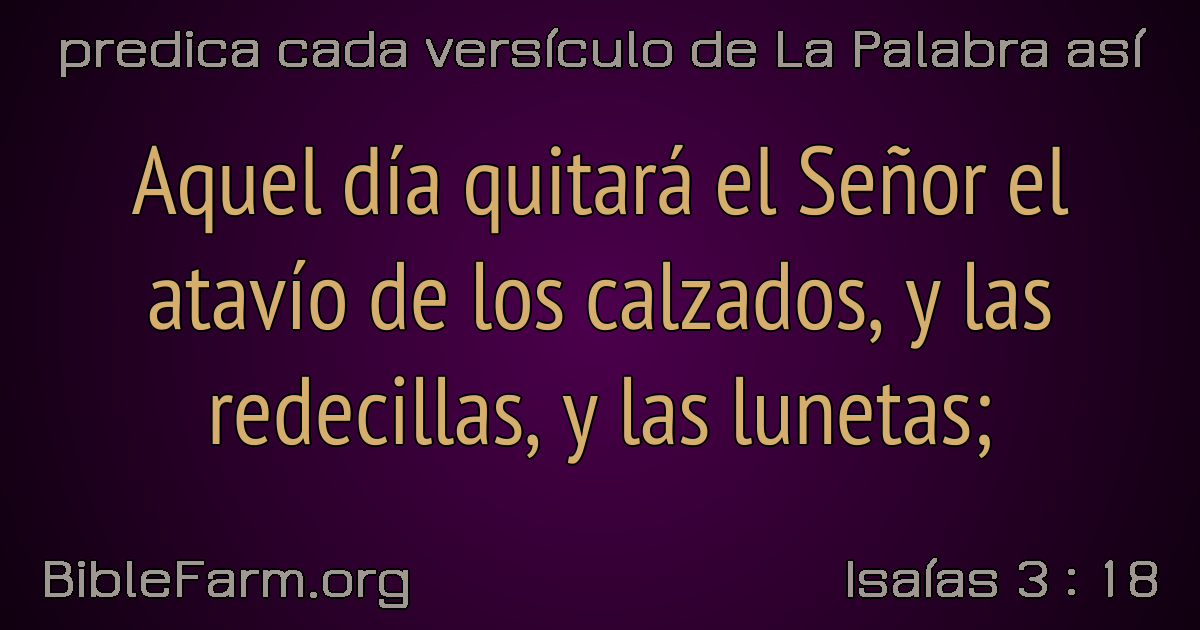 predica cada versículo de La Palabra así
Aquel día quitará el Señor el
atavío de los calzados, y las
redecillas, y las lunetas;
BibleFarm.org
Isaías 3 : 18